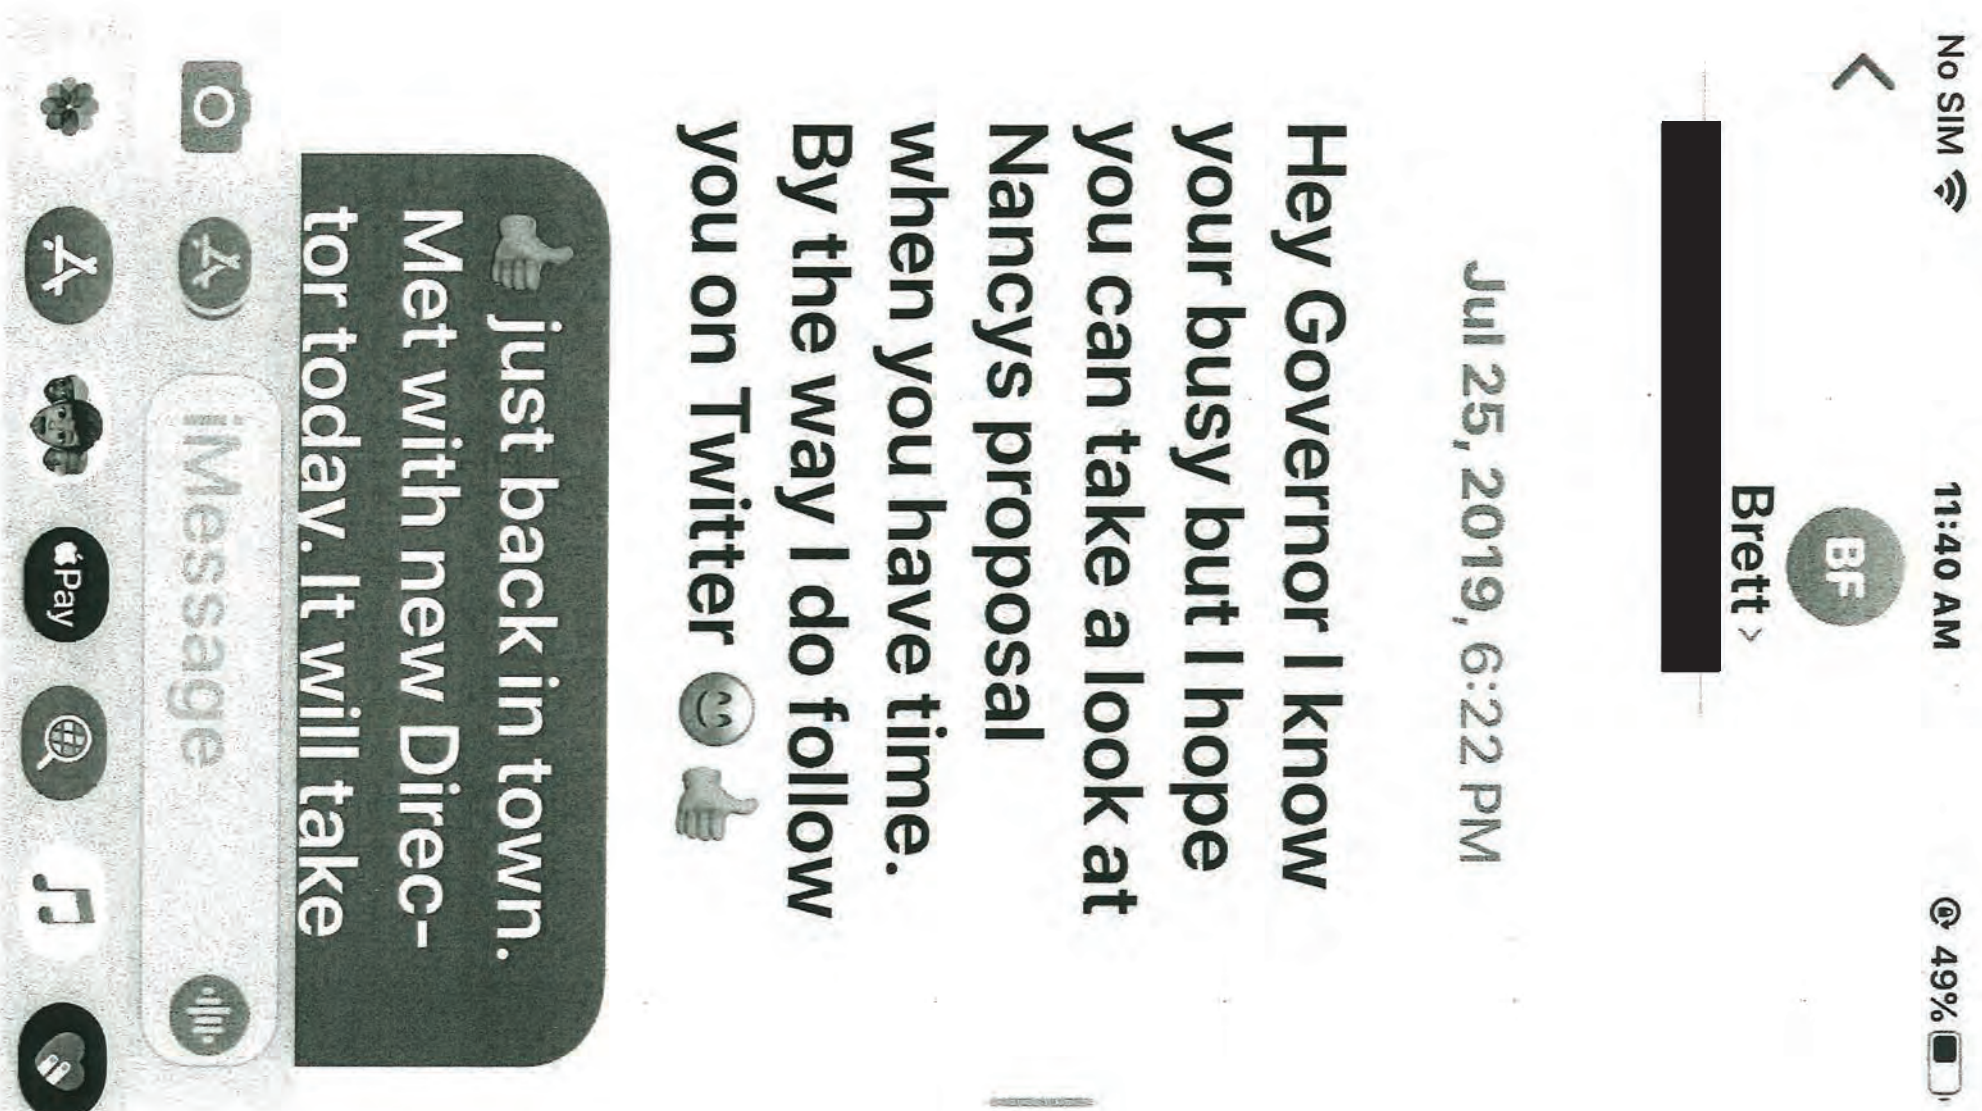 No SIM 11:40 AM 49%
BF
Brett >
Jul 25, 2019, 6:22 PM
Hey Governor I know
your busy but I hope
you can take a look at
Nancys proposal
when you have time.
By the way I do follow
you on Twitter 🙂 👍
👍 just back in town.
Met with new Direc-
tor today. It will take
iMessage
Pay